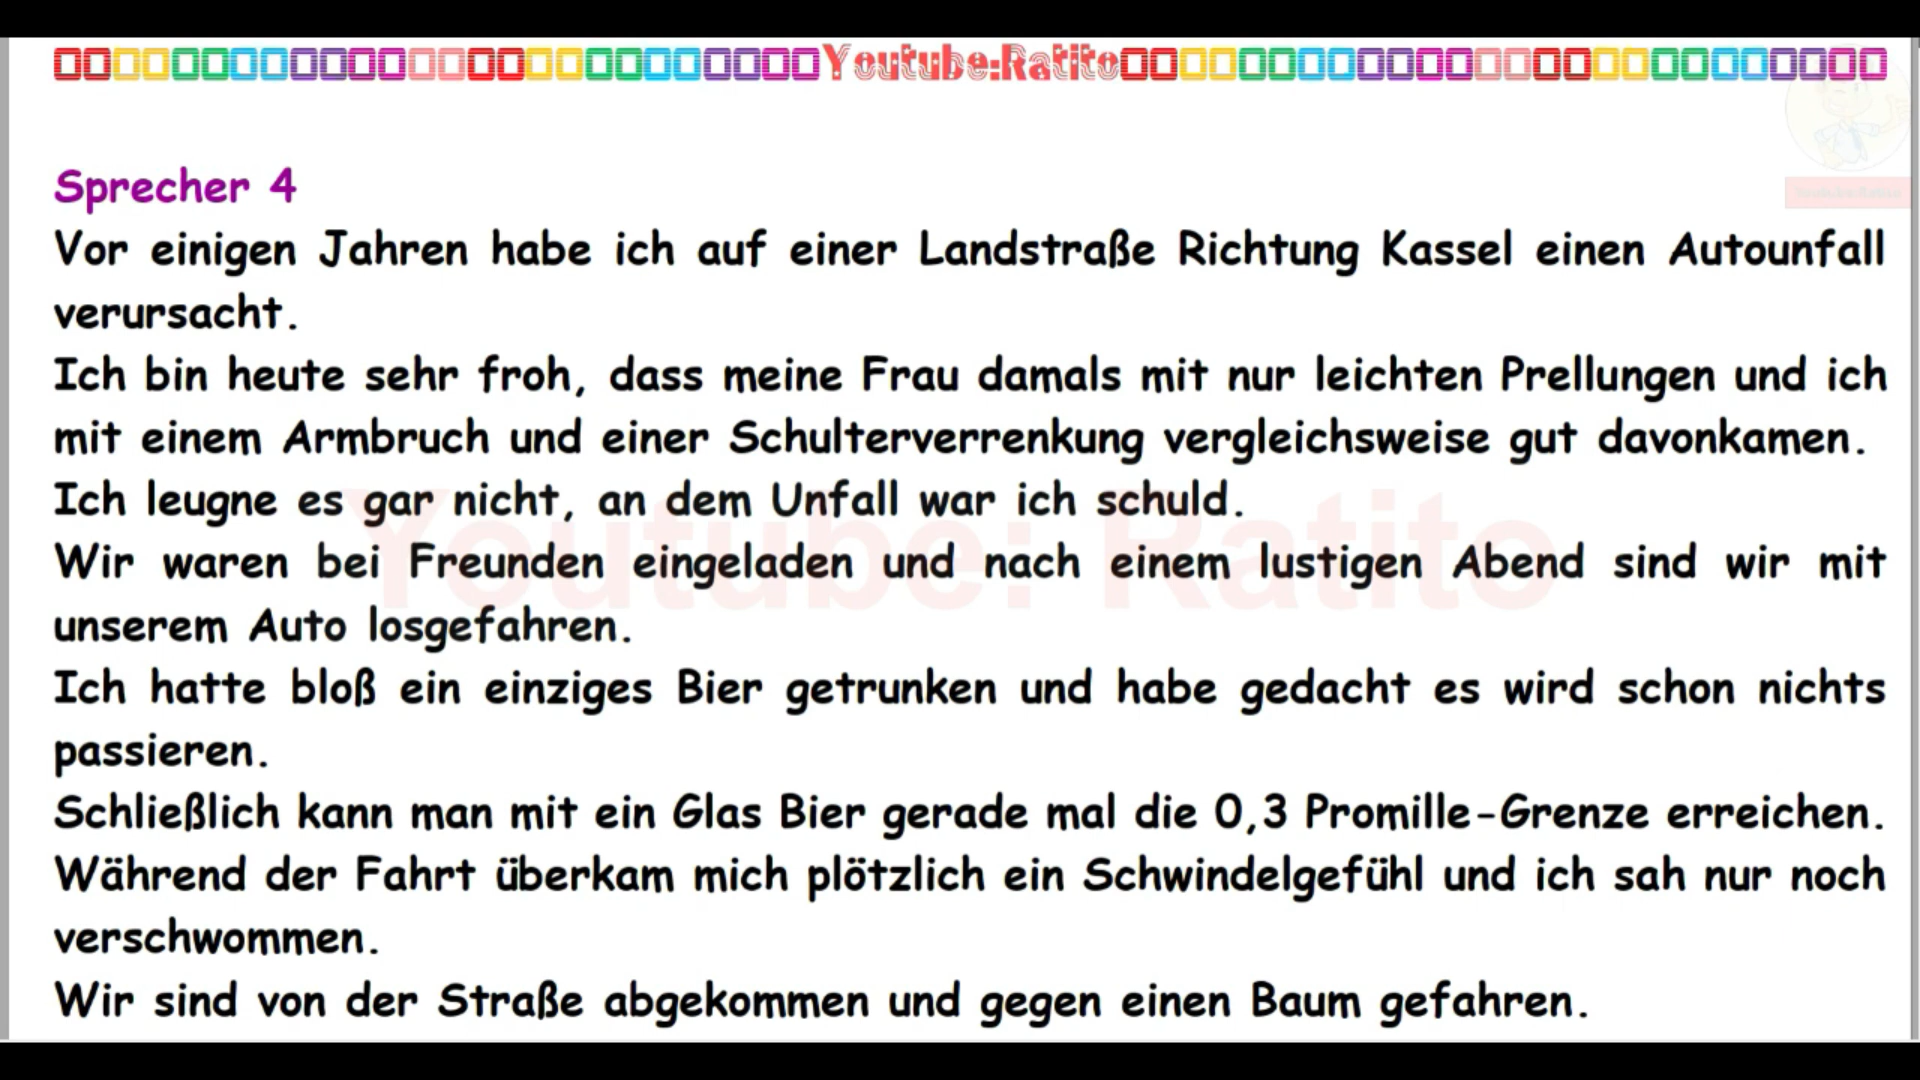 Youtube:Ratito
Sprecher 4
Vor einigen Jahren habe ich auf einer Landstraße Richtung Kassel einen Autounfall
verursacht.
Ich bin heute sehr froh, dass meine Frau damals mit nur leichten Prellungen und ich
mit einem Armbruch und einer Schulterverrenkung vergleichsweise gut davonkamen.
Ich leugne es gar nicht, an dem Unfall war ich schuld.
Youtube: Ratito
Wir waren bei Freunden eingeladen und nach einem lustigen Abend sind wir mit
unserem Auto losgefahren.
Ich hatte bloß ein einziges Bier getrunken und habe gedacht es wird schon nichts
passieren.
Schließlich kann man mit ein Glas Bier gerade mal die 0,3 Promille-Grenze erreichen.
Während der Fahrt überkam mich plötzlich ein Schwindelgefühl und ich sah nur noch
verschwommen.
Wir sind von der Straße abgekommen und gegen einen Baum gefahren.